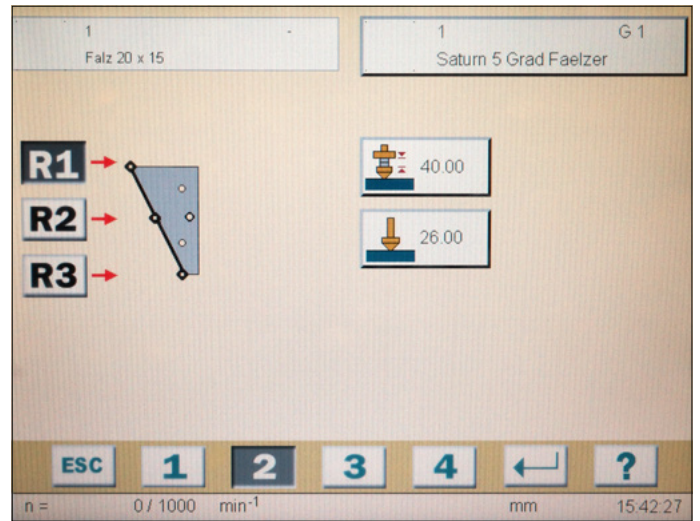 1 -
Falz 20 x 15
1 G 1
Saturn 5 Grad Faelzer
R1
R2
R3
40.00
26.00
ESC 1 2 3 4 ?
n = 0 / 1000 min-1 mm 15:42:27